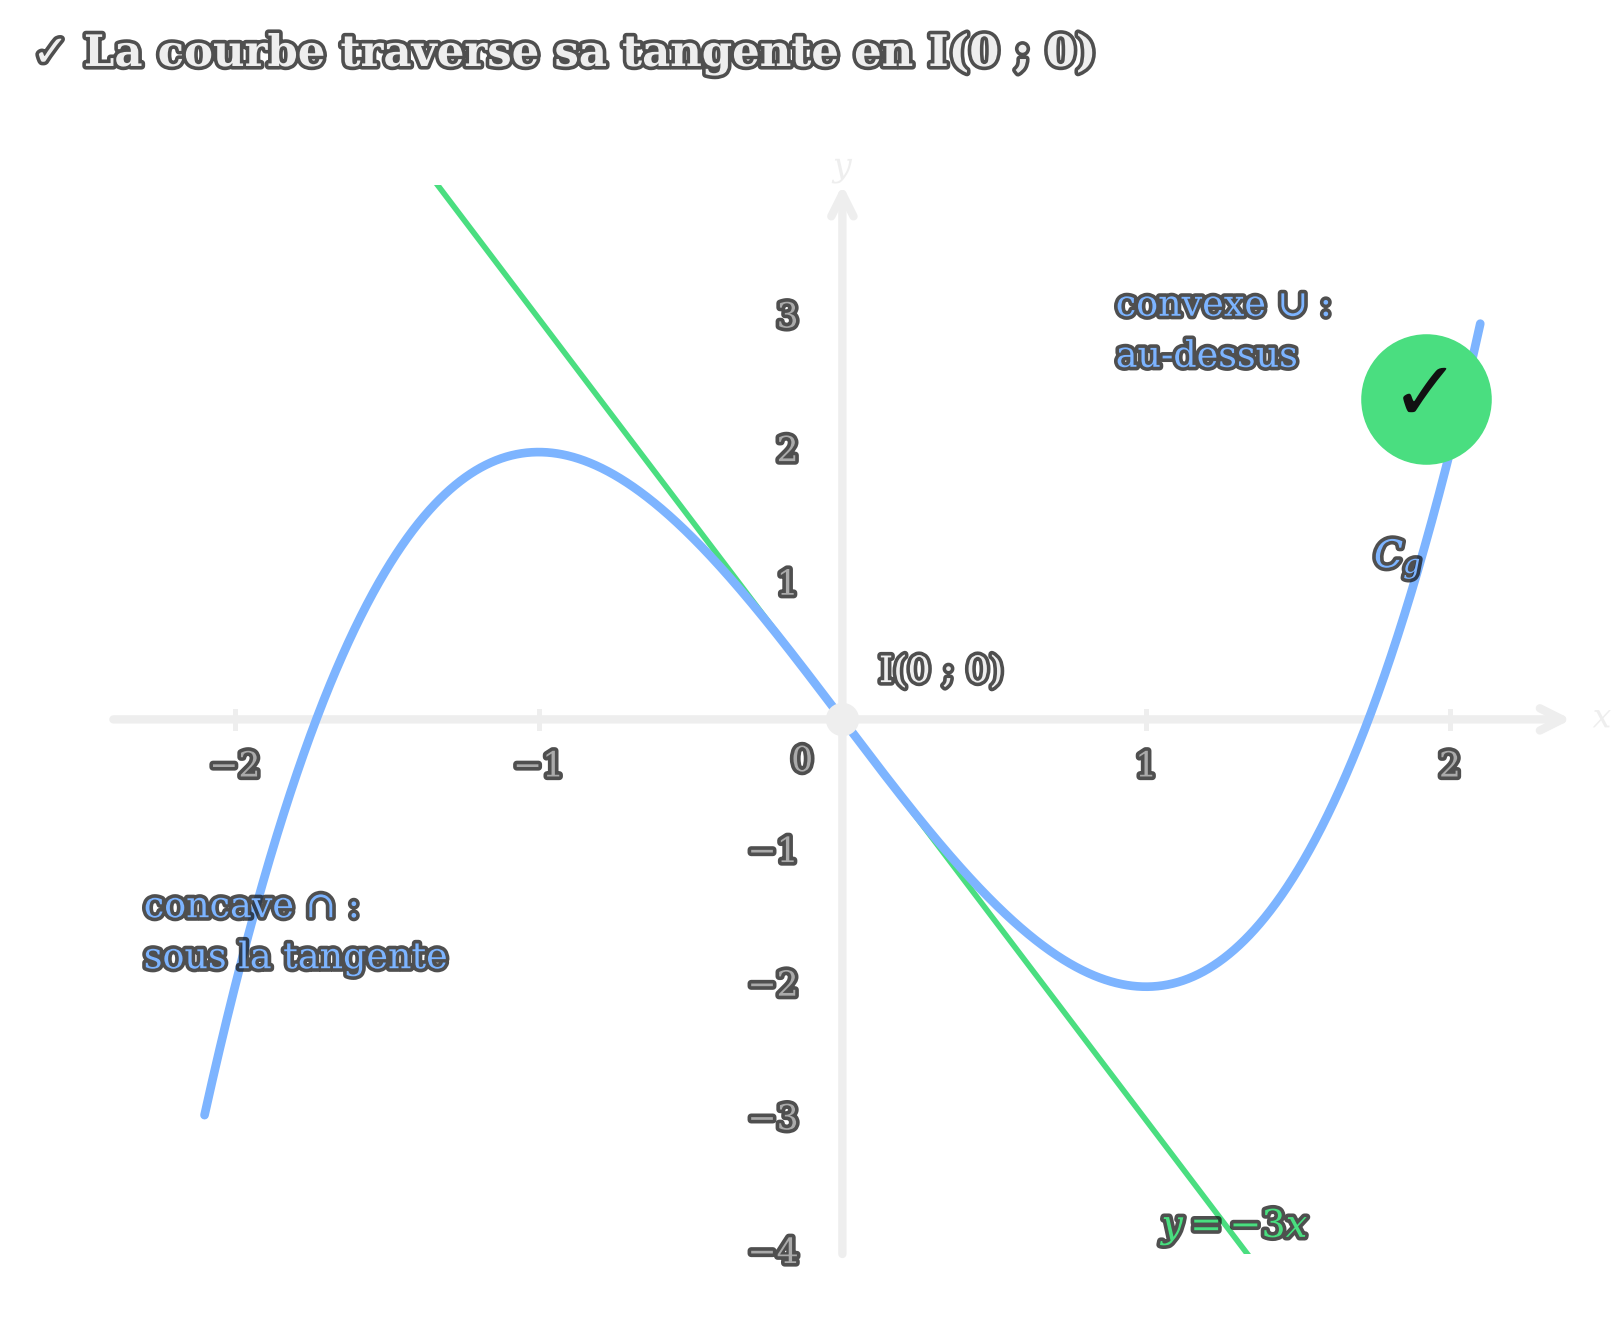 ✓ La courbe traverse sa tangente en I(0 ; 0)
y
3
convexe ∪ :
au-dessus
✓
2
C_g
1
I(0 ; 0)
x
−2
−1
0
1
2
−1
concave ∩ :
sous la tangente
−2
−3
y = −3x
−4